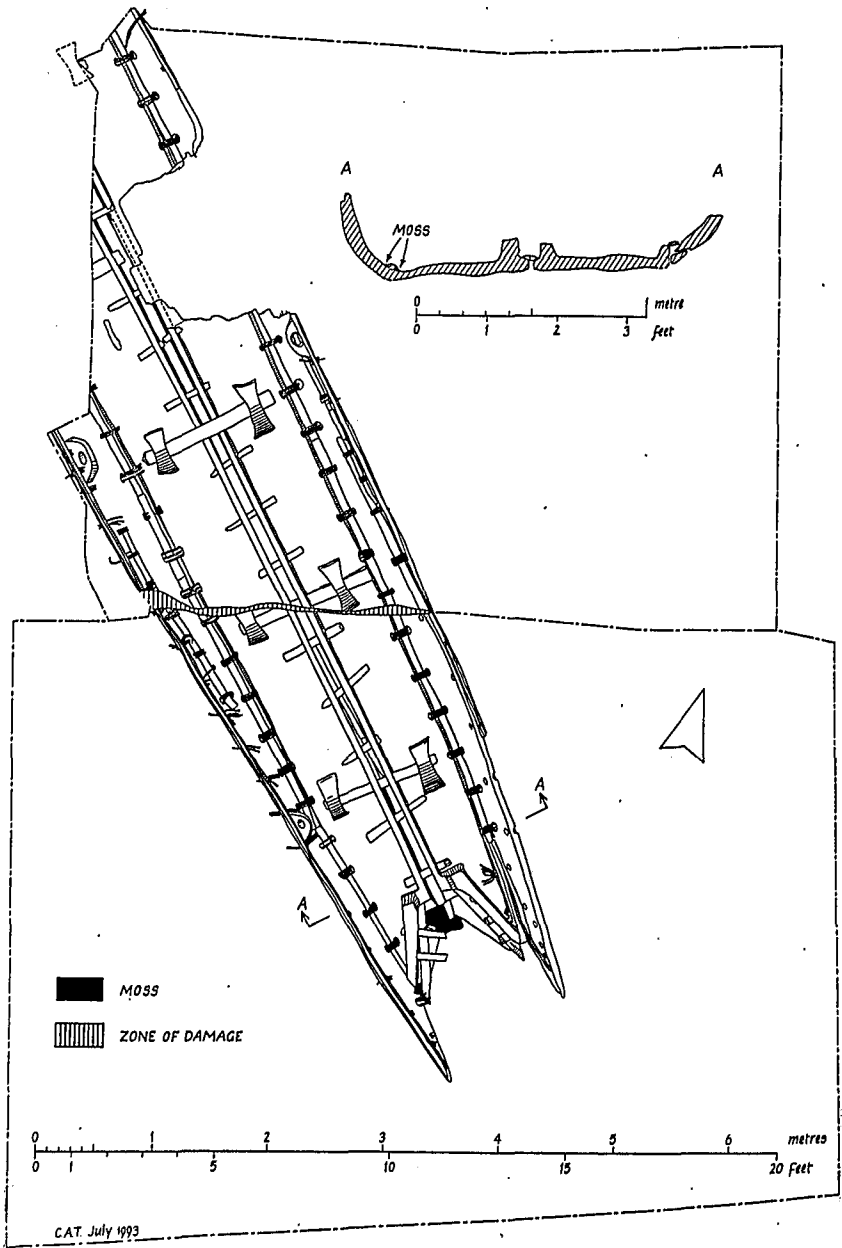 A A
MOSS
0 metre
0 1 2 3 feet
A
A
MOSS
ZONE OF DAMAGE
0 1 2 3 4 5 6 metres
0 1 5 10 15 20 feet
C.A.T. July 1993